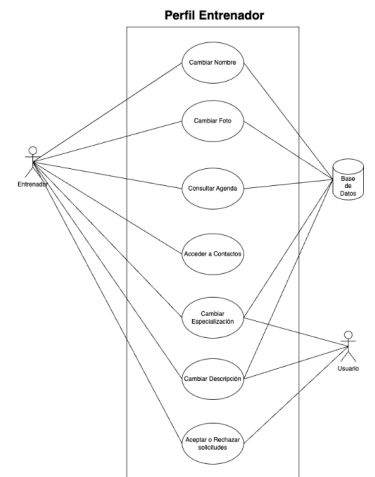 Perfil Entrenador
Cambiar Nombre
Cambiar Foto
Consultar Agenda
Acceder a Contactos
Cambiar
Especialización
Cambiar Descripción
Aceptar o Rechazar
solicitudes
Entrenador
Base
de
Datos
Usuario